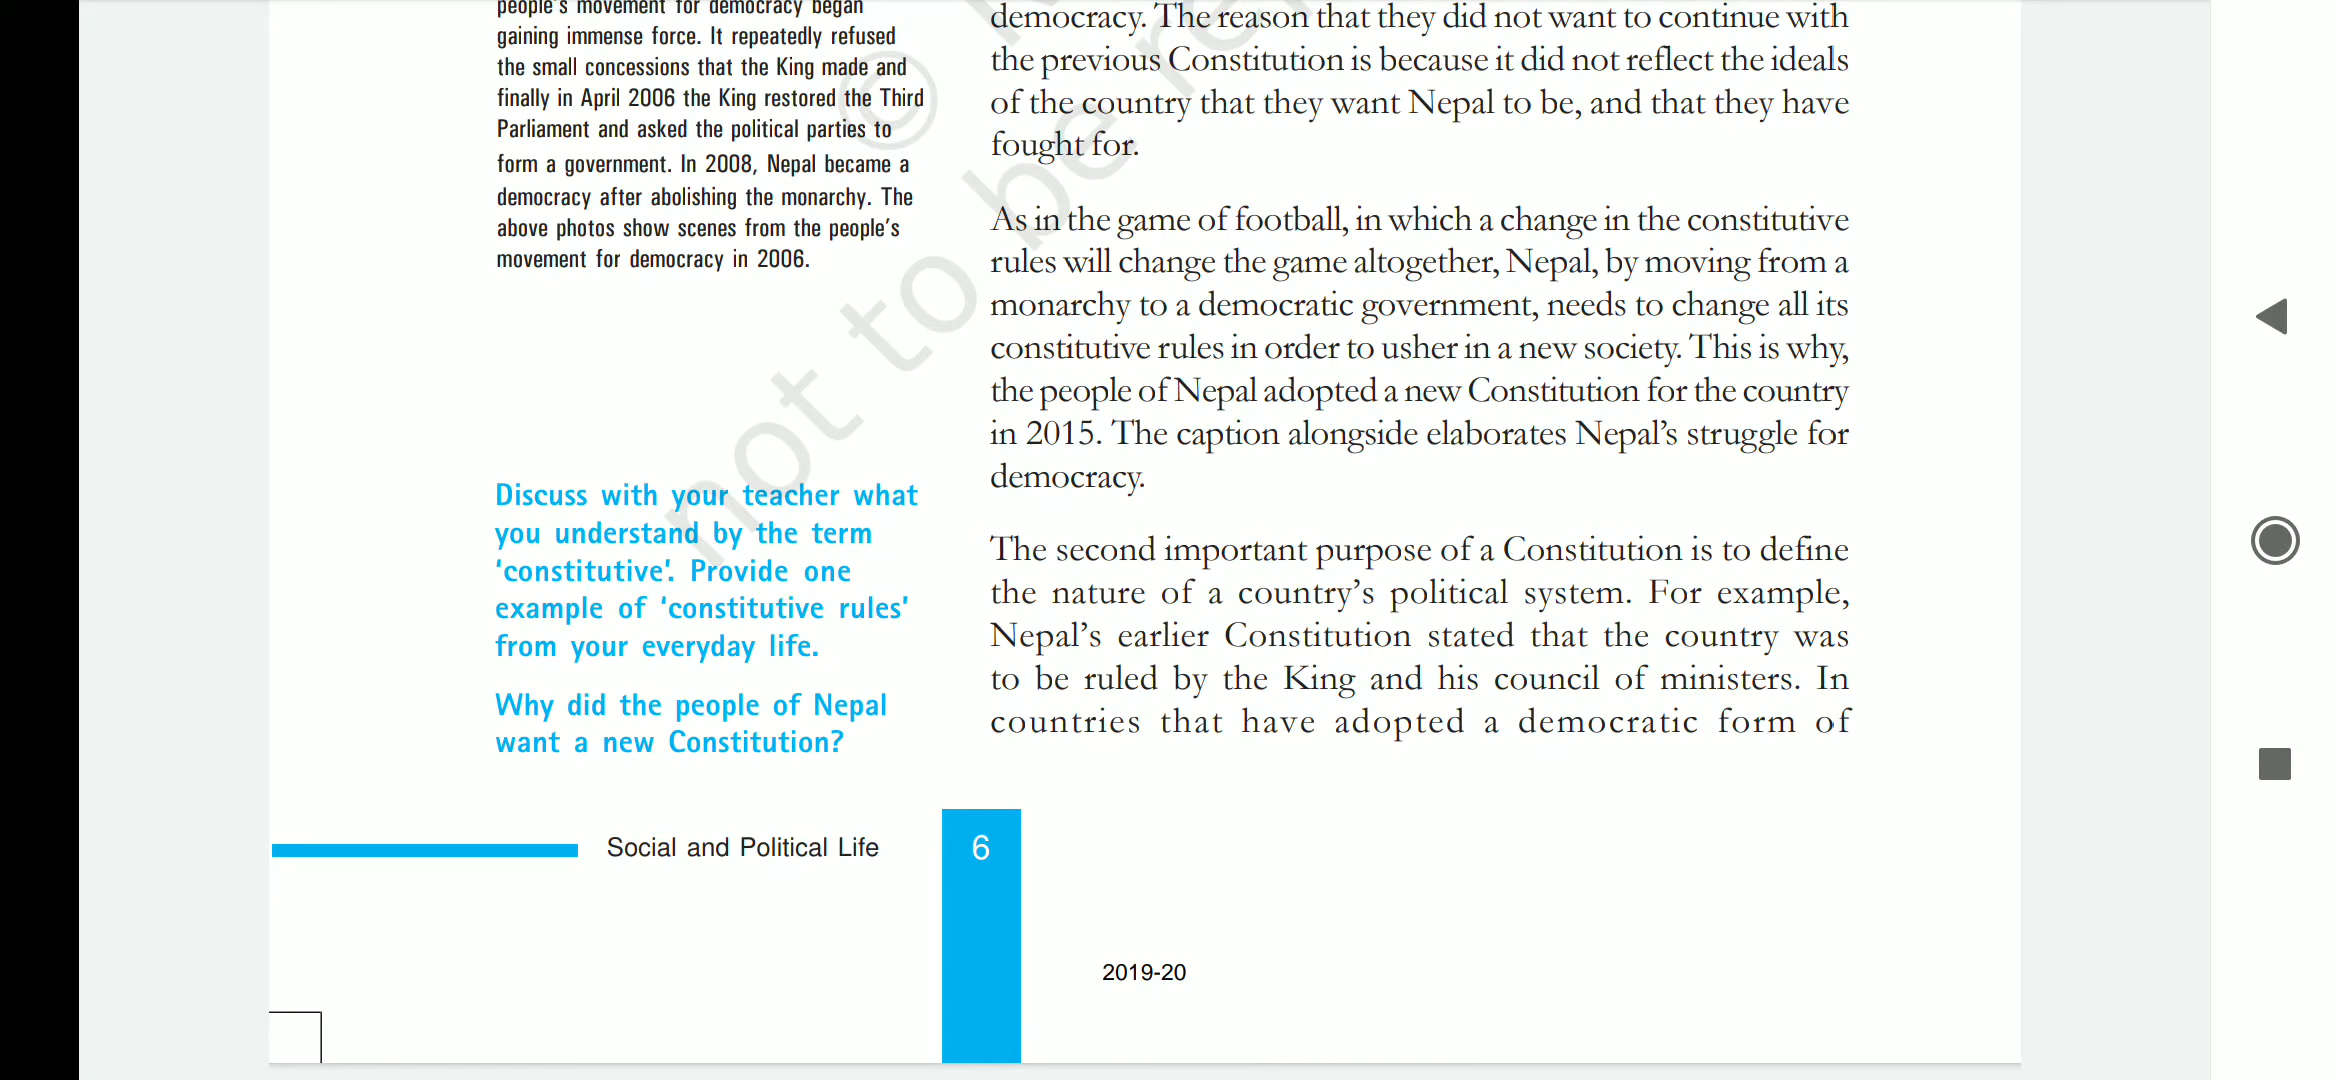 people's movement for democracy began
gaining immense force. It repeatedly refused
the small concessions that the King made and
finally in April 2006 the King restored the Third
Parliament and asked the political parties to
form a government. In 2008, Nepal became a
democracy after abolishing the monarchy. The
above photos show scenes from the people's
movement for democracy in 2006.
Discuss with your teacher what
you understand by the term
'constitutive'. Provide one
example of 'constitutive rules'
from your everyday life.
Why did the people of Nepal
want a new Constitution?
democracy. The reason that they did not want to continue with
the previous Constitution is because it did not reflect the ideals
of the country that they want Nepal to be, and that they have
fought for.
As in the game of football, in which a change in the constitutive
rules will change the game altogether, Nepal, by moving from a
monarchy to a democratic government, needs to change all its
constitutive rules in order to usher in a new society. This is why,
the people of Nepal adopted a new Constitution for the country
in 2015. The caption alongside elaborates Nepal's struggle for
democracy.
The second important purpose of a Constitution is to define
the nature of a country's political system. For example,
Nepal's earlier Constitution stated that the country was
to be ruled by the King and his council of ministers. In
countries that have adopted a democratic form of
©
not to be re
Social and Political Life
6
2019-20